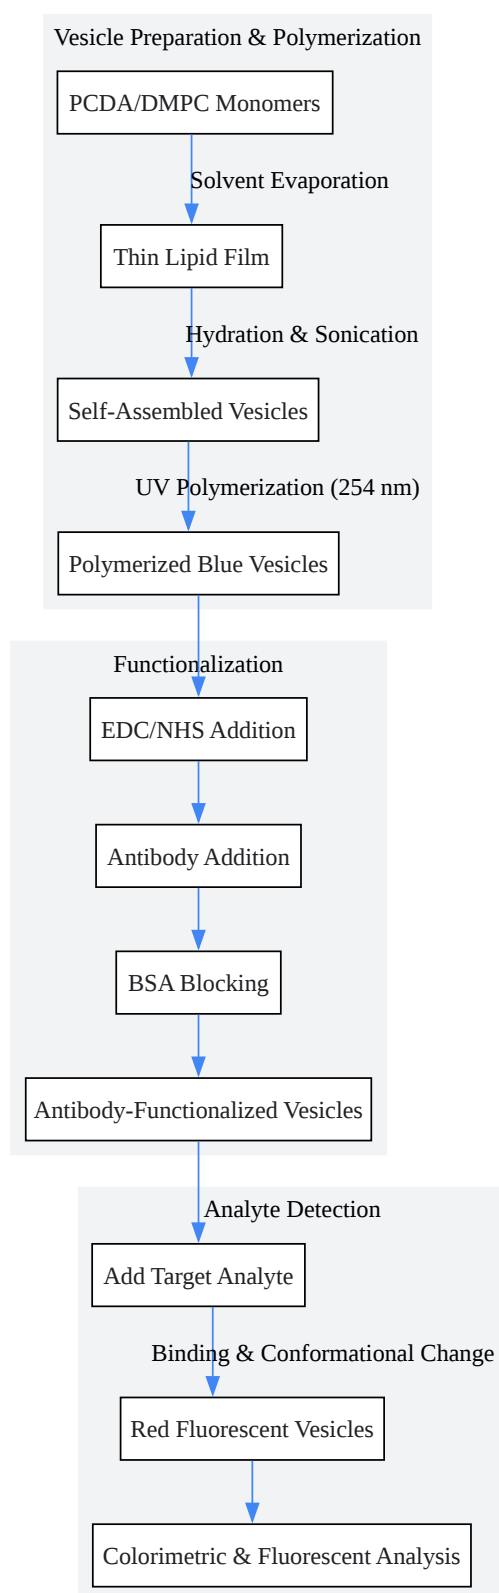 Vesicle Preparation & Polymerization
PCDA/DMPC Monomers
Solvent Evaporation
Thin Lipid Film
Hydration & Sonication
Self-Assembled Vesicles
UV Polymerization (254 nm)
Polymerized Blue Vesicles
Functionalization
EDC/NHS Addition
Antibody Addition
BSA Blocking
Antibody-Functionalized Vesicles
Analyte Detection
Add Target Analyte
Binding & Conformational Change
Red Fluorescent Vesicles
Colorimetric & Fluorescent Analysis